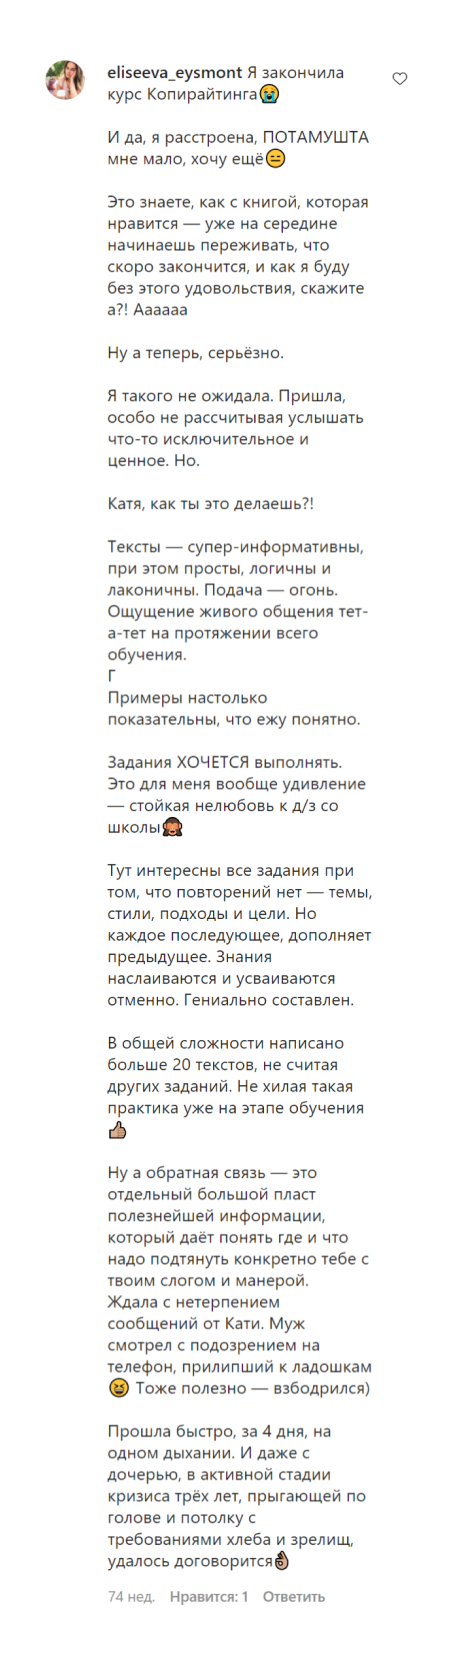 eliseeva_eysmont Я закончила
курс Копирайтинга😭
И да, я расстроена, ПОТАМУШТА
мне мало, хочу ещё😑
Это знаете, как с книгой, которая
нравится — уже на середине
начинаешь переживать, что
скоро закончится, и как я буду
без этого удовольствия, скажите
а?! Аааааа
Ну а теперь, серьёзно.
Я такого не ожидала. Пришла,
особо не рассчитывая услышать
что-то исключительное и
ценное. Но.
Катя, как ты это делаешь?!
Тексты — супер-информативны,
при этом просты, логичны и
лаконичны. Подача — огонь.
Ощущение живого общения тет-
а-тет на протяжении всего
обучения.
Г
Примеры настолько
показательны, что ежу понятно.
Задания ХОЧЕТСЯ выполнять.
Это для меня вообще удивление
— стойкая нелюбовь к д/з со
школы🙈
Тут интересны все задания при
том, что повторений нет — темы,
стили, подходы и цели. Но
каждое последующее, дополняет
предыдущее. Знания
наслаиваются и усваиваются
отменно. Гениально составлен.
В общей сложности написано
больше 20 текстов, не считая
других заданий. Не хилая такая
практика уже на этапе обучения
👍🏼
Ну а обратная связь — это
отдельный большой пласт
полезнейшей информации,
который даёт понять где и что
надо подтянуть конкретно тебе с
твоим слогом и манерой.
Ждала с нетерпением
сообщений от Кати. Муж
смотрел с подозрением на
телефон, прилипший к ладошкам
😆 Тоже полезно — взбодрился)
Прошла быстро, за 4 дня, на
одном дыхании. И даже с
дочерью, в активной стадии
кризиса трёх лет, прыгающей по
голове и потолку с
требованиями хлеба и зрелищ,
удалось договорится👌🏽
74 нед. Нравится: 1 Ответить